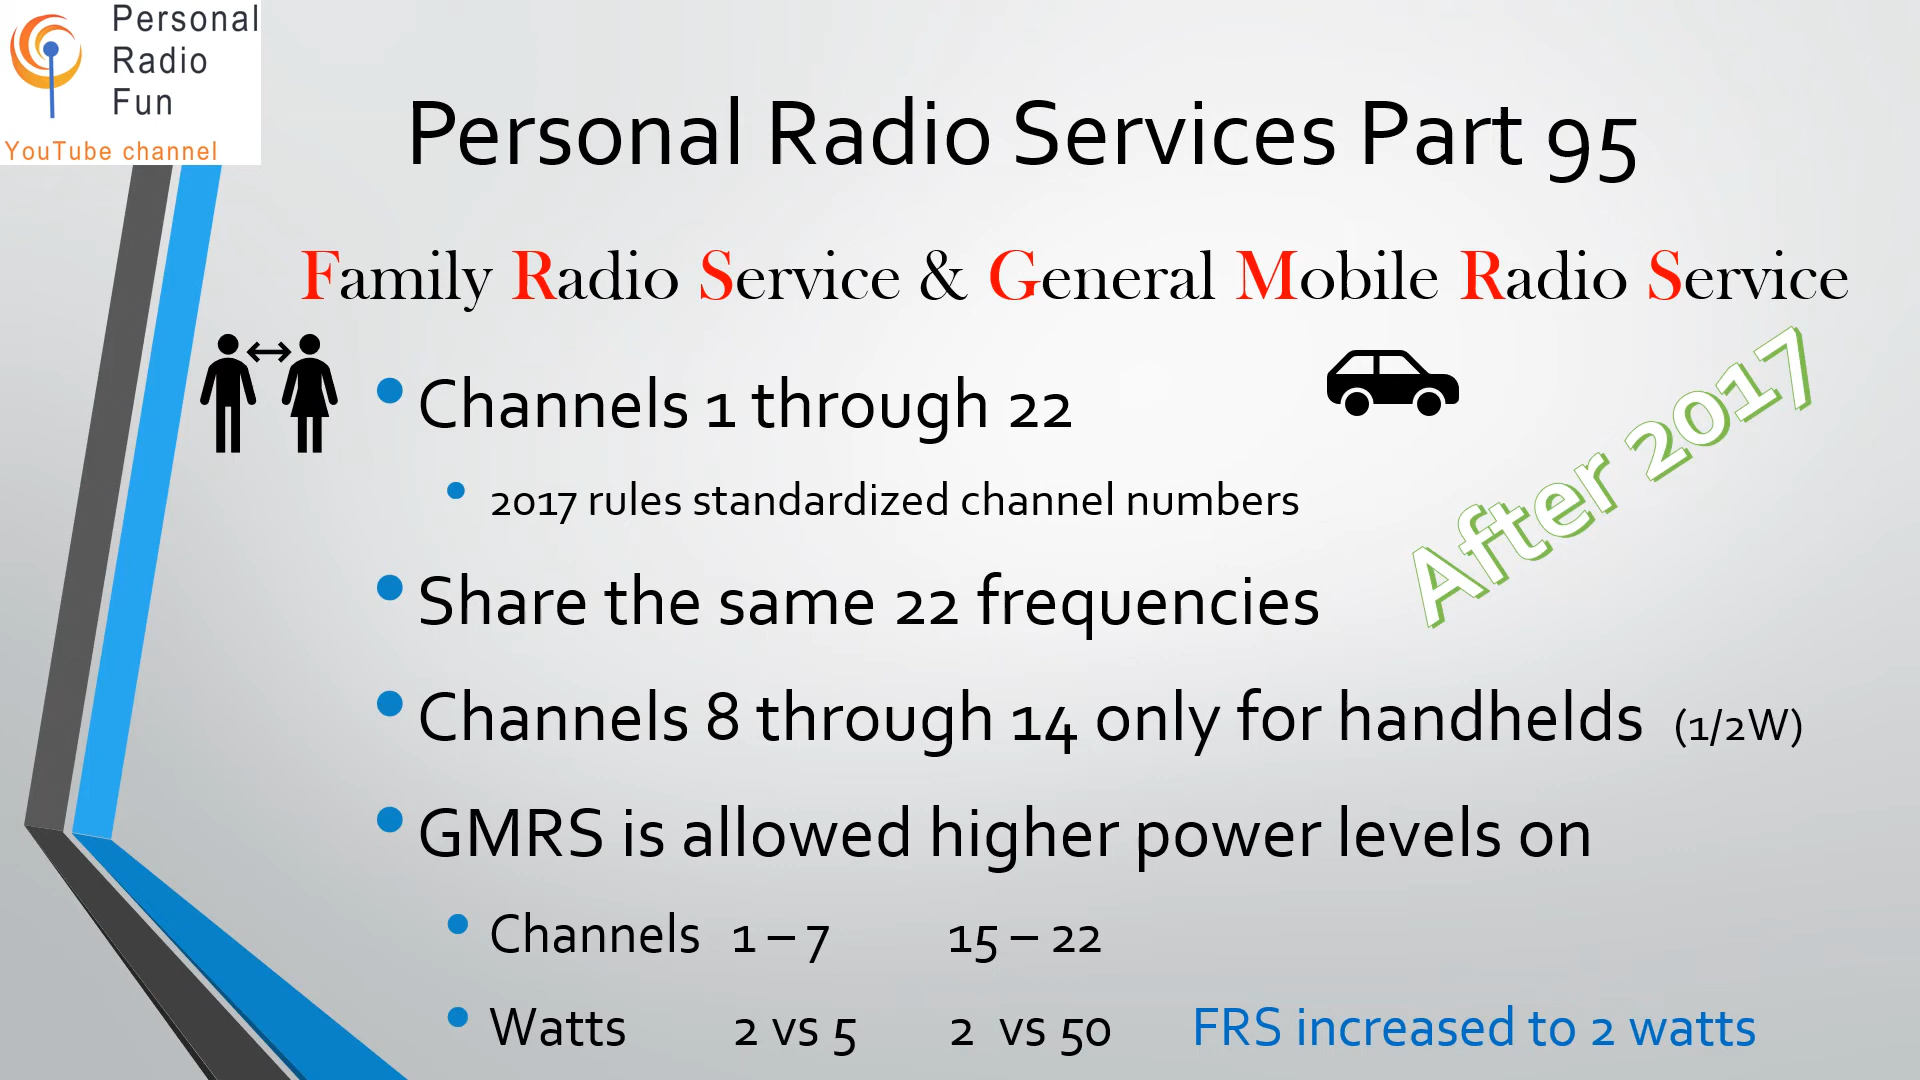 Personal
Radio
Fun
YouTube channel
Personal Radio Services Part 95
Family Radio Service & General Mobile Radio Service
Channels 1 through 22
2017 rules standardized channel numbers
After 2017
Share the same 22 frequencies
Channels 8 through 14 only for handhelds (1/2W)
GMRS is allowed higher power levels on
Channels 1 – 7 15 – 22
Watts 2 vs 5 2 vs 50 FRS increased to 2 watts